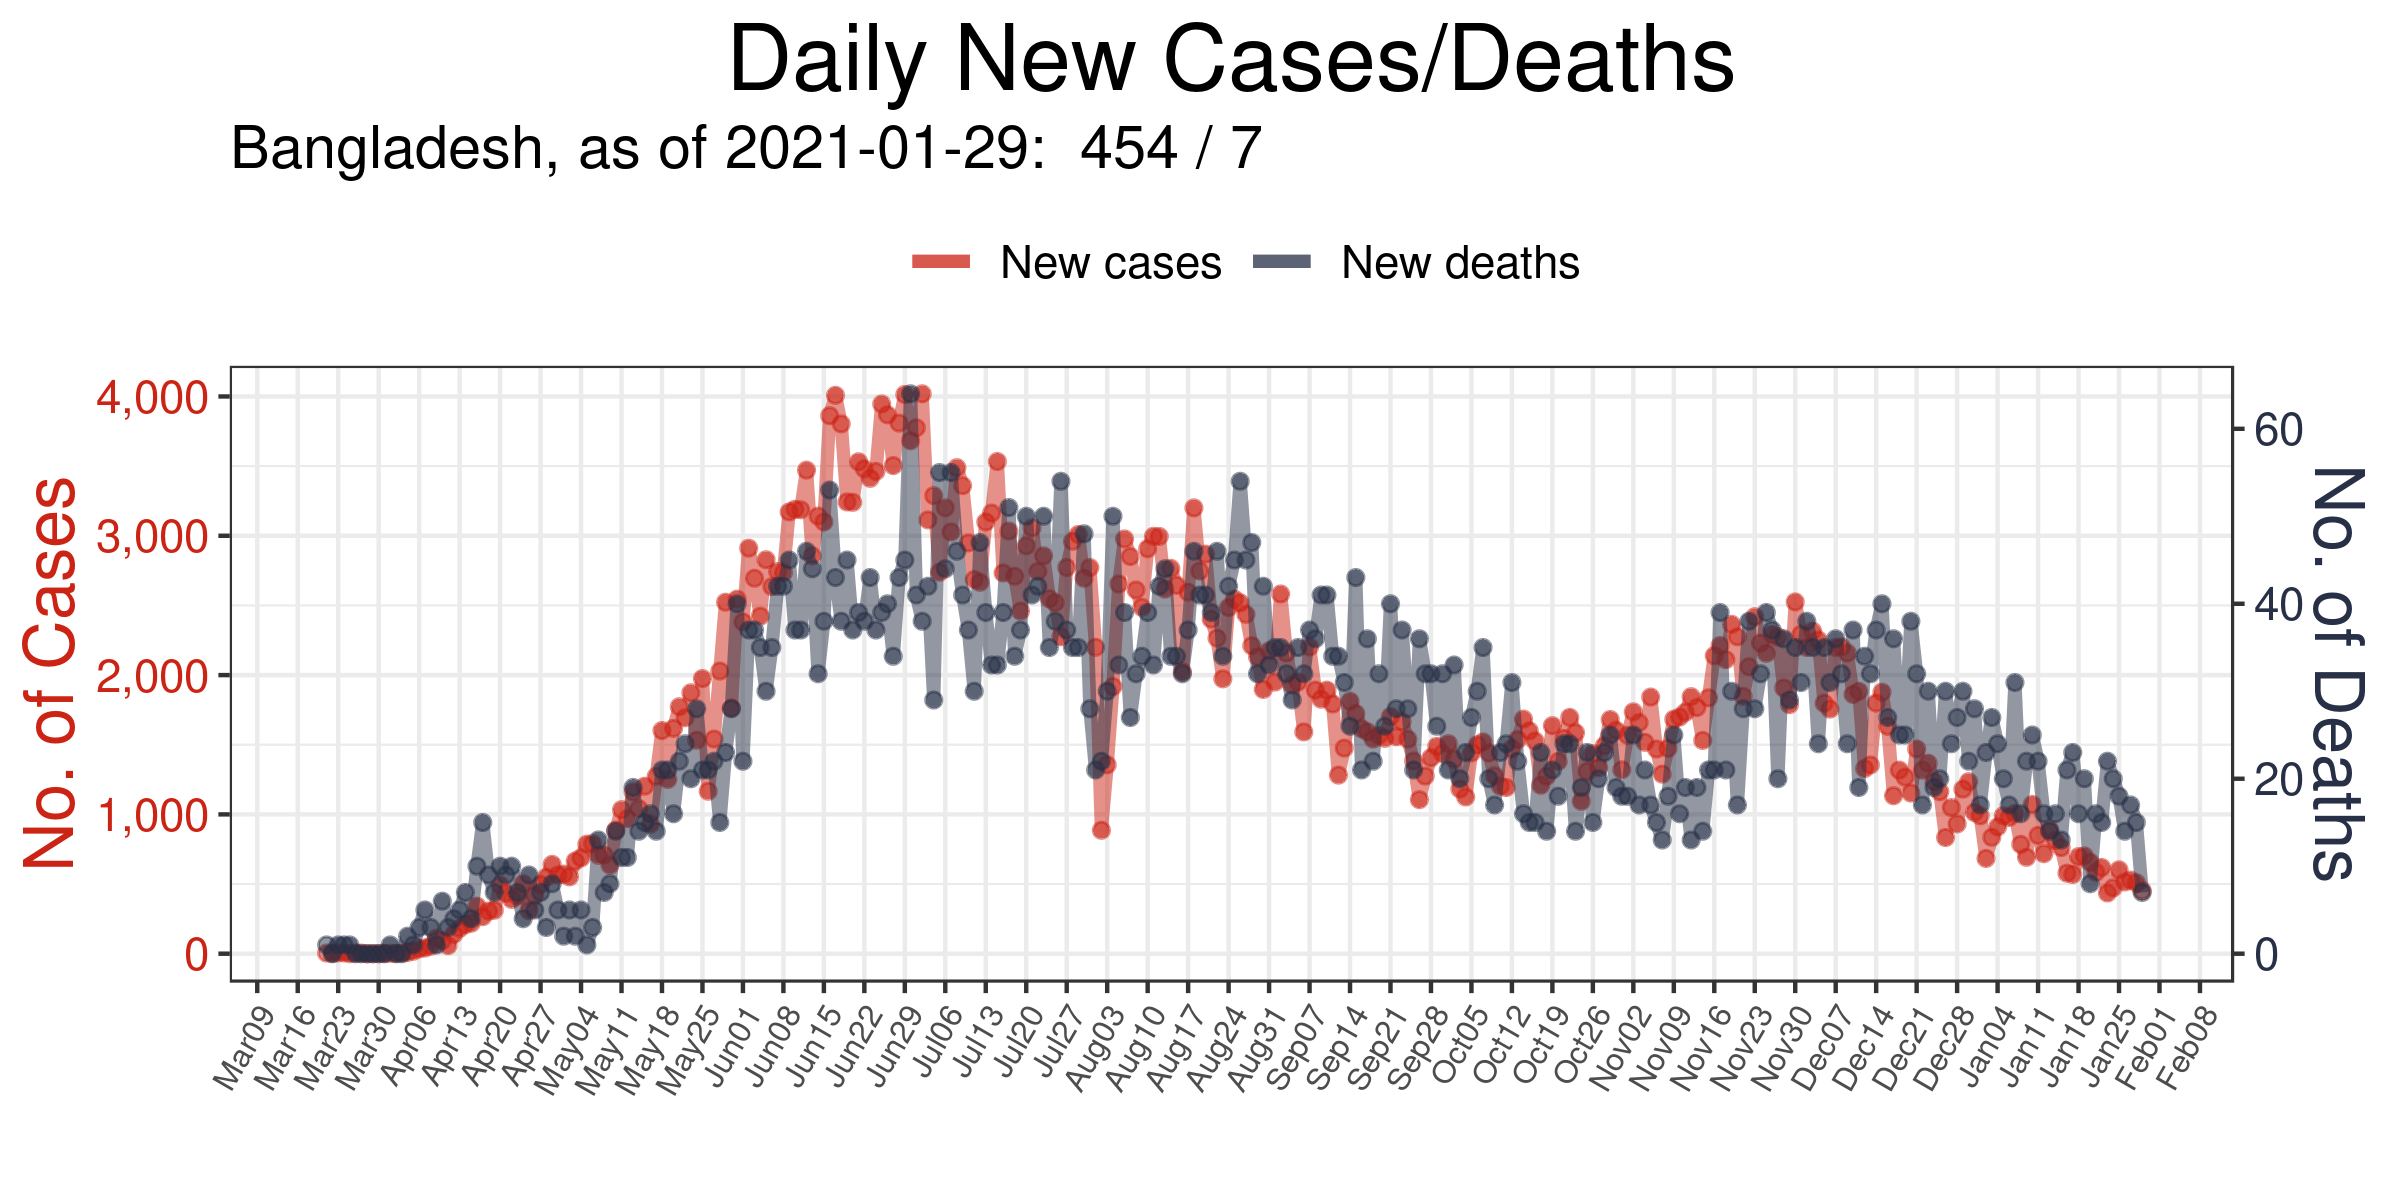 Daily New Cases/Deaths
Bangladesh, as of 2021-01-29:  454 / 7
New cases
New deaths
No. of Cases
4,000
3,000
2,000
1,000
0
60
40
20
0
No. of Deaths
Mar09
Mar16
Mar23
Mar30
Apr06
Apr13
Apr20
Apr27
May04
May11
May18
May25
Jun01
Jun08
Jun15
Jun22
Jun29
Jul06
Jul13
Jul20
Jul27
Aug03
Aug10
Aug17
Aug24
Aug31
Sep07
Sep14
Sep21
Sep28
Oct05
Oct12
Oct19
Oct26
Nov02
Nov09
Nov16
Nov23
Nov30
Dec07
Dec14
Dec21
Dec28
Jan04
Jan11
Jan18
Jan25
Feb01
Feb08